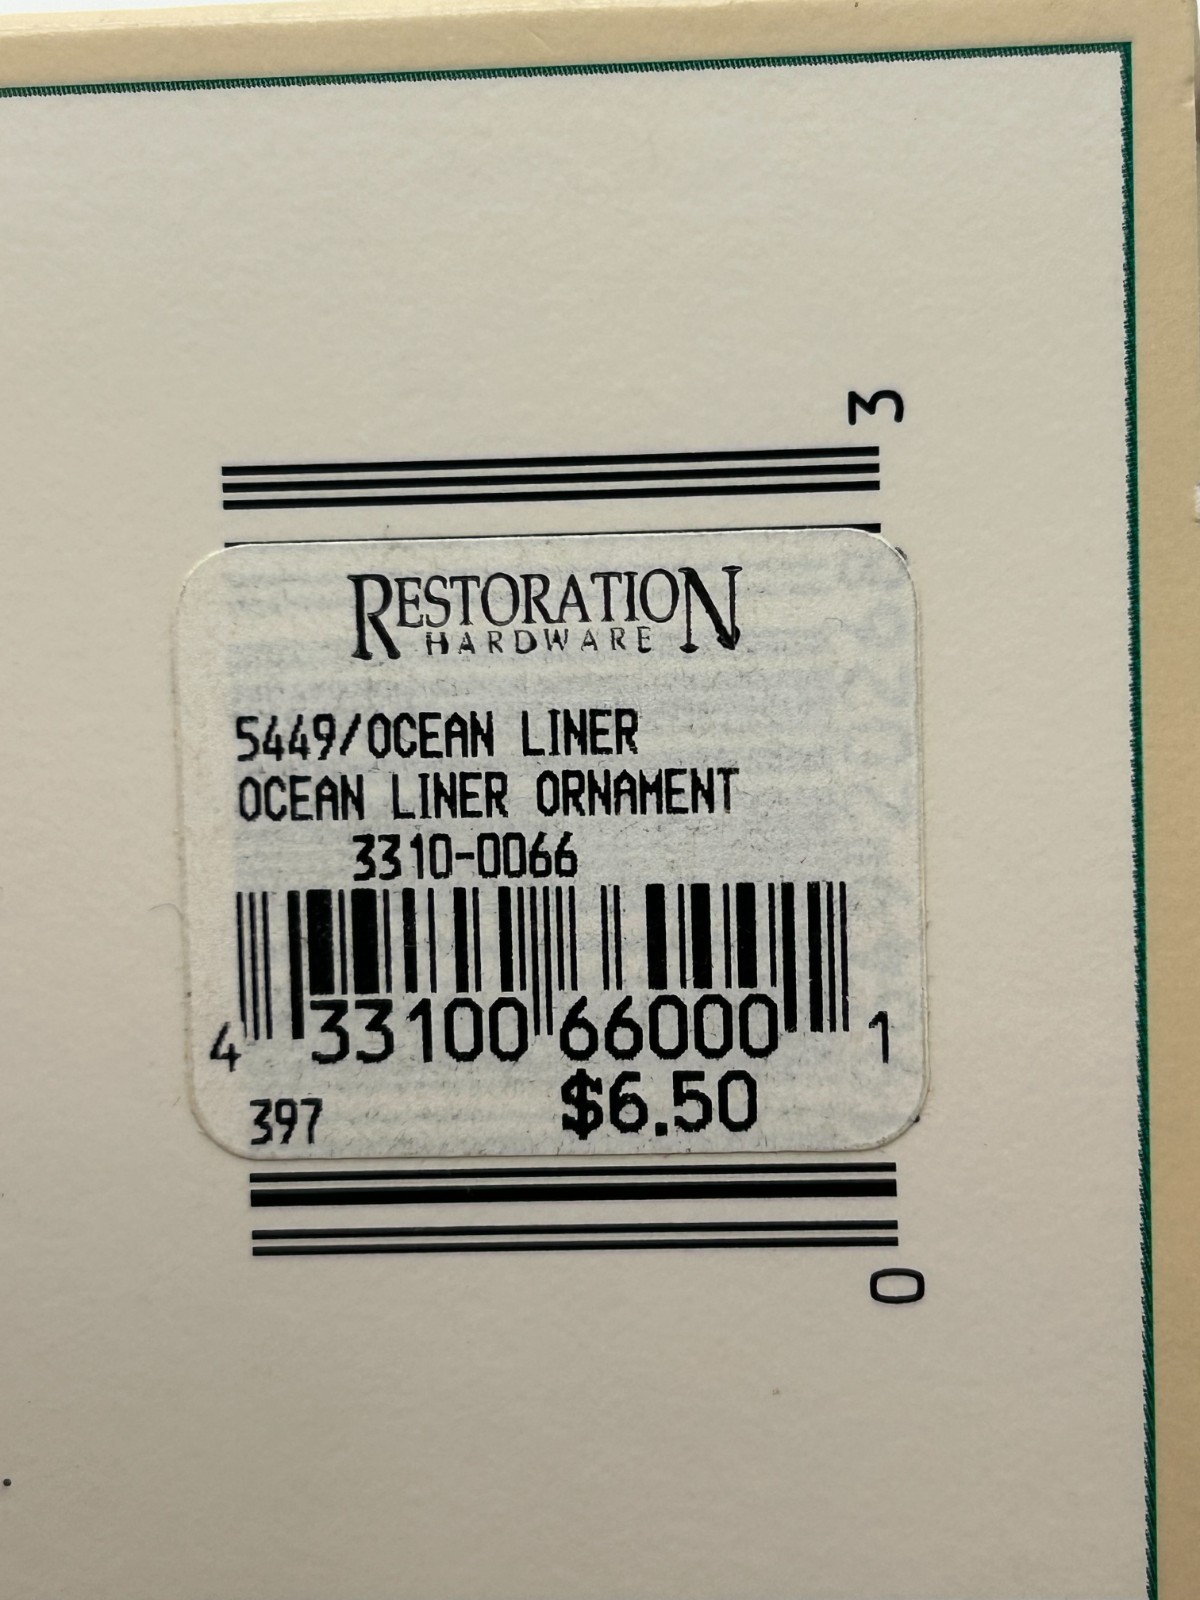 3
RESTORATION
HARDWARE
5449/OCEAN LINER
OCEAN LINER ORNAMENT
3310-0066
4 33100 66000 1
397 $6.50
0